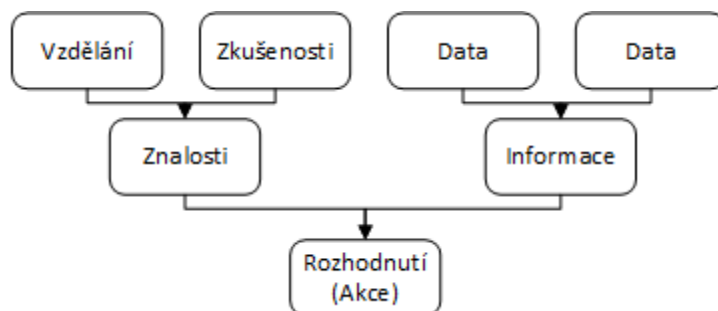 Vzdělání
Zkušenosti
Data
Data
Znalosti
Informace
Rozhodnutí
(Akce)